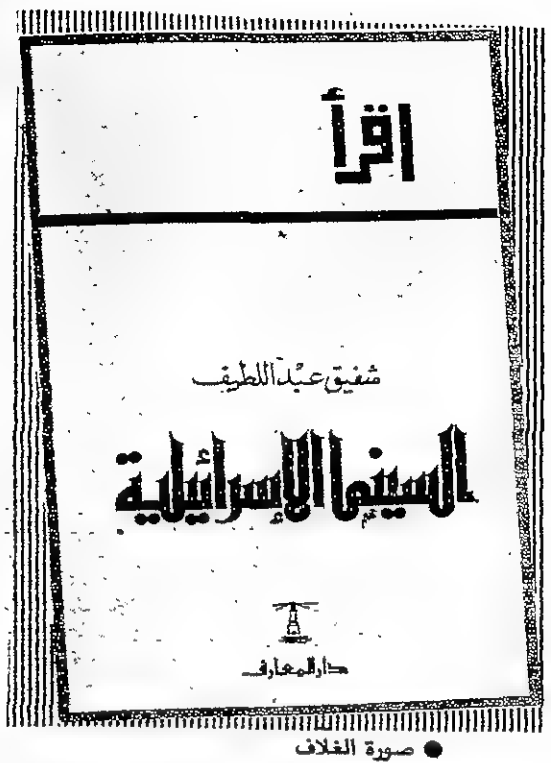 اقرأ
شفيق عبد اللطيف
السينما الإسرائيلية
دار المعارف
● صورة الغلاف